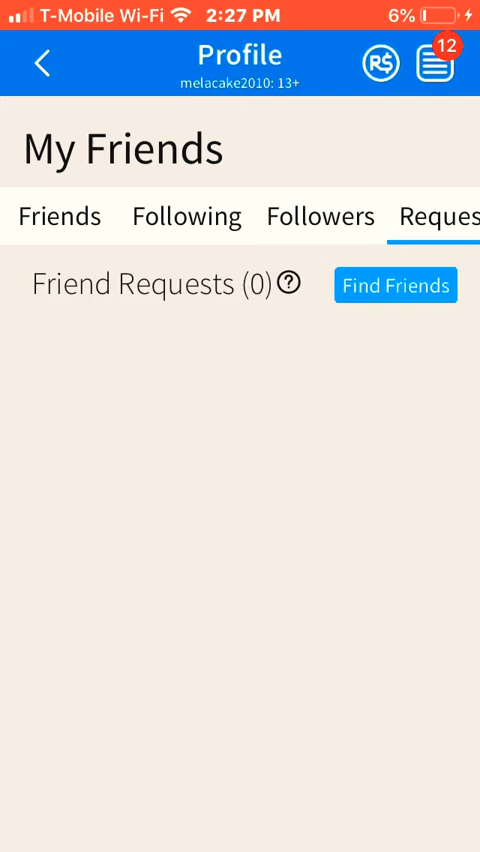 T-Mobile Wi-Fi 2:27 PM 6%
Profile
melacake2010: 13+
R$
12
My Friends
Friends Following Followers Reques
Friend Requests (0) ? Find Friends